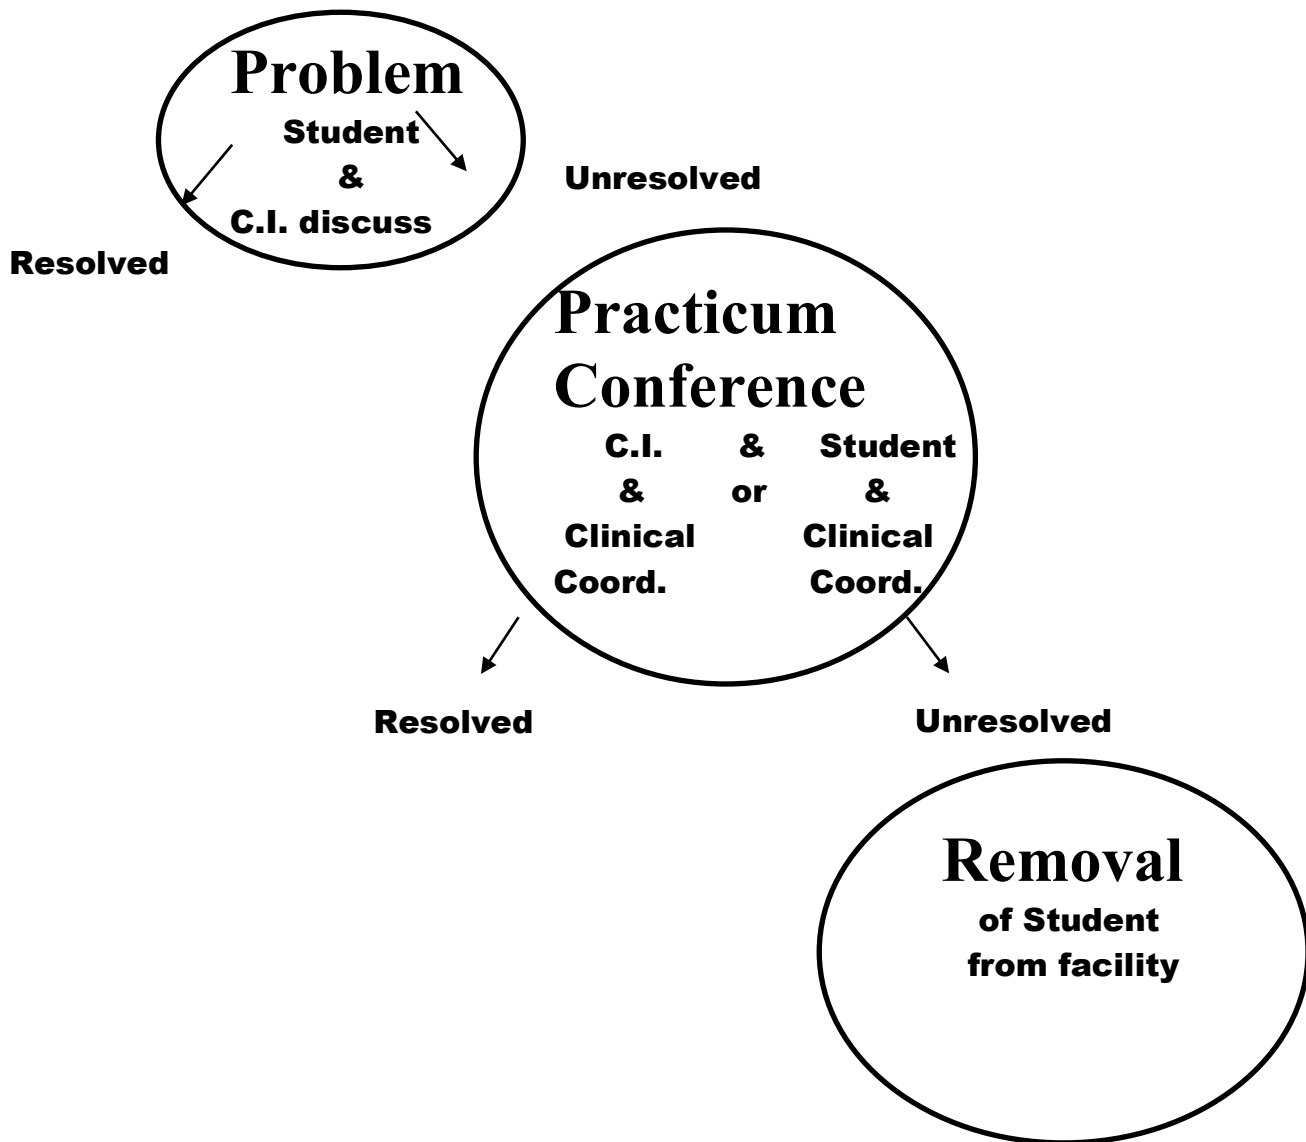 Problem
Student
&
C.I. discuss
Unresolved
Resolved
Practicum
Conference
C.I. & Student
& or &
Clinical Clinical
Coord. Coord.
Resolved Unresolved
Removal
of Student
from facility